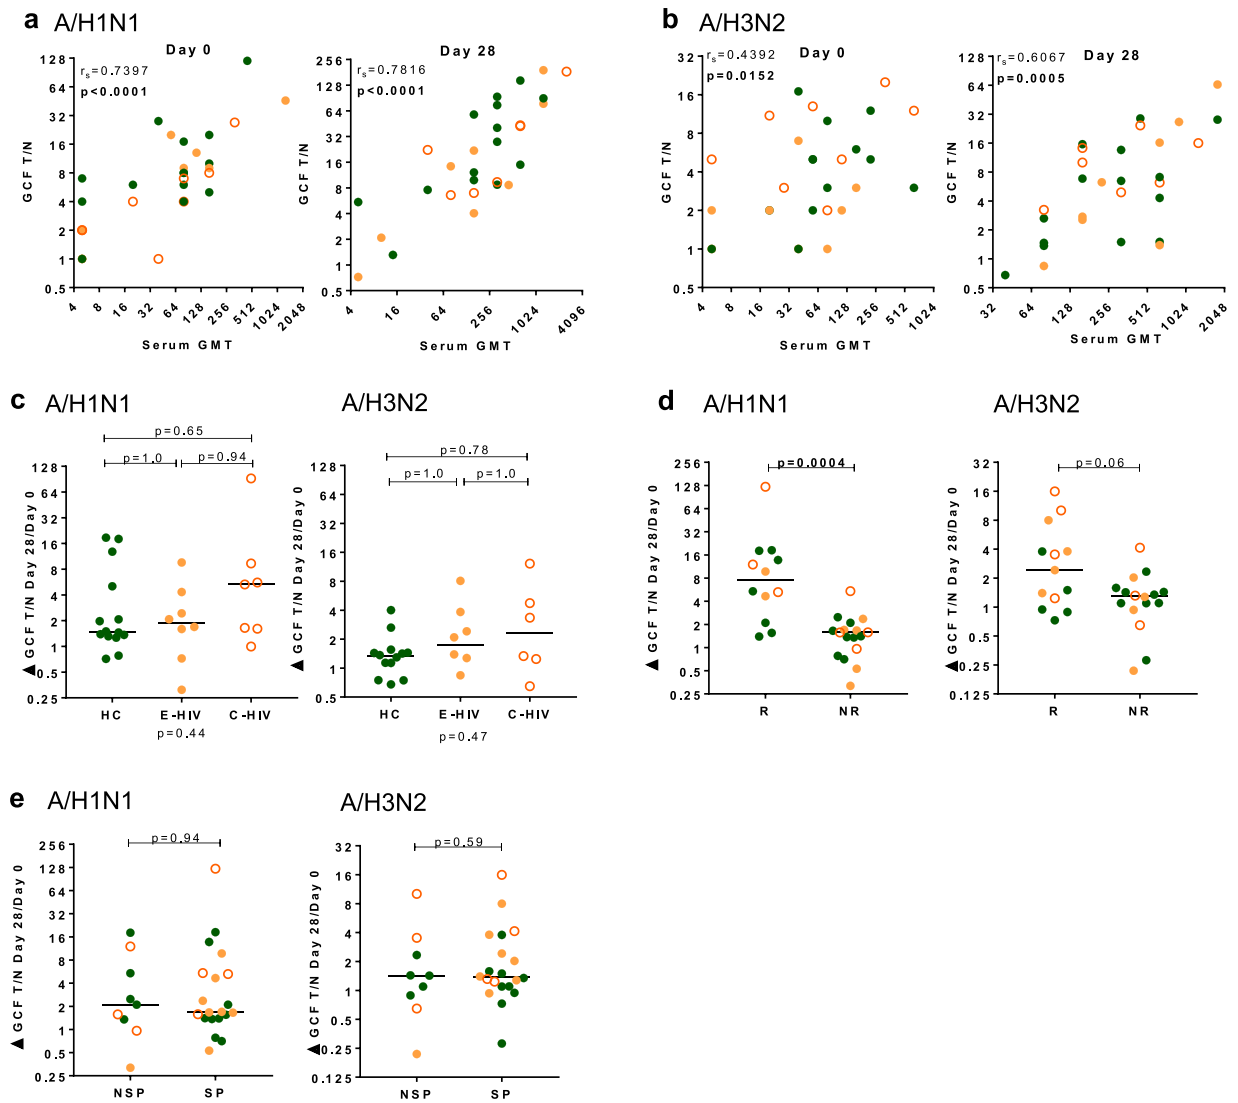 a A/H1N1
Day 0
rs=0.7397
p<0.0001
GCF T/N
128
64
32
16
8
4
2
1
0.5
4 8 16 32 64 128 256 512 1024 2048
Serum GMT
Day 28
rs=0.7816
p<0.0001
GCF T/N
256
128
64
32
16
8
4
2
1
0.5
4 16 64 256 1024 4096
Serum GMT
b A/H3N2
Day 0
rs=0.4392
p=0.0152
GCF T/N
32
16
8
4
2
1
0.5
4 8 16 32 64 128 256 512 1024
Serum GMT
Day 28
rs=0.6067
p=0.0005
GCF T/N
128
64
32
16
8
4
2
1
0.5
32 64 128 256 512 1024 2048
Serum GMT
c A/H1N1
p=0.65
p=1.0 p=0.94
▲ GCF T/N Day 28/Day 0
128
64
32
16
8
4
2
1
0.5
0.25
HC E-HIV C-HIV
p=0.44
A/H3N2
p=0.78
p=1.0 p=1.0
▲ GCF T/N Day 28/Day 0
128
64
32
16
8
4
2
1
0.5
HC E-HIV C-HIV
p=0.47
d A/H1N1
p=0.0004
▲ GCF T/N Day 28/Day 0
256
128
64
32
16
8
4
2
1
0.5
0.25
R NR
A/H3N2
p=0.06
▲ GCF T/N Day 28/Day 0
32
16
8
4
2
1
0.5
0.25
0.125
R NR
e A/H1N1
p=0.94
▲ GCF T/N Day 28/Day 0
256
128
64
32
16
8
4
2
1
0.5
0.25
NSP SP
A/H3N2
p=0.59
▲ GCF T/N Day 28/Day 0
32
16
8
4
2
1
0.5
0.25
0.125
NSP SP